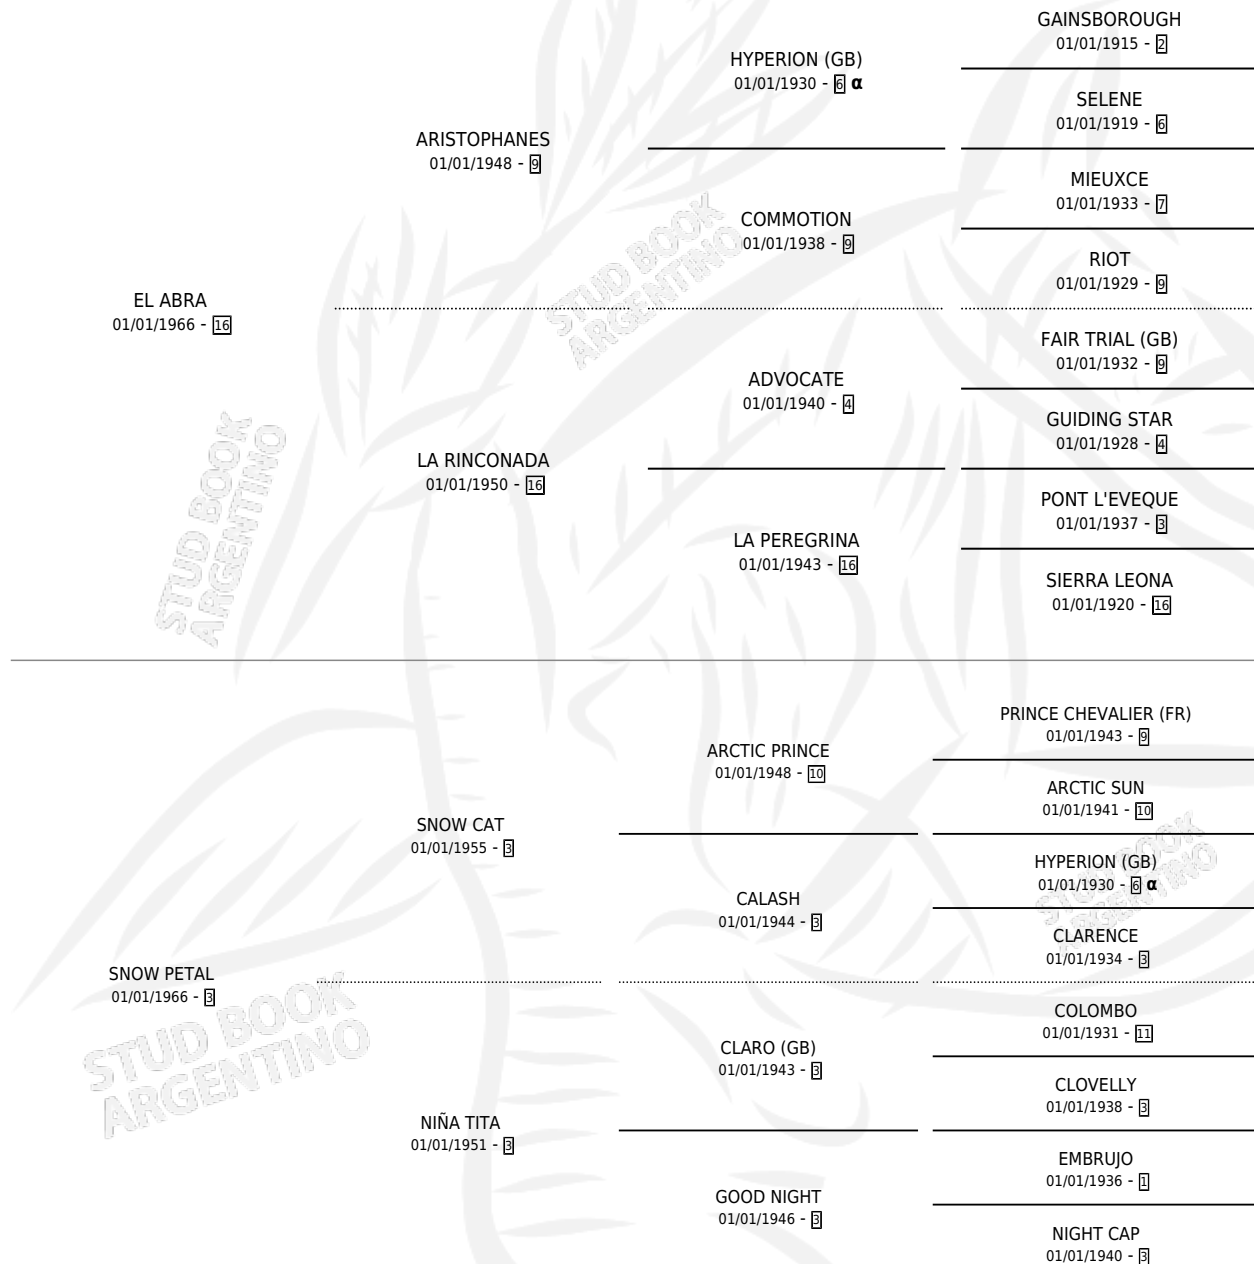 GAINSBOROUGH
01/01/1915 - 2
HYPERION (GB)
01/01/1930 - 6 α
SELENE
01/01/1919 - 6
ARISTOPHANES
01/01/1948 - 9
MIEUXCE
01/01/1933 - 7
COMMOTION
01/01/1938 - 9
RIOT
01/01/1929 - 9
EL ABRA
01/01/1966 - 16
FAIR TRIAL (GB)
01/01/1932 - 9
ADVOCATE
01/01/1940 - 4
GUIDING STAR
01/01/1928 - 4
LA RINCONADA
01/01/1950 - 16
PONT L'EVEQUE
01/01/1937 - 3
LA PEREGRINA
01/01/1943 - 16
SIERRA LEONA
01/01/1920 - 16
PRINCE CHEVALIER (FR)
01/01/1943 - 9
ARCTIC PRINCE
01/01/1948 - 10
ARCTIC SUN
01/01/1941 - 10
SNOW CAT
01/01/1955 - 3
HYPERION (GB)
01/01/1930 - 6 α
CALASH
01/01/1944 - 3
CLARENCE
01/01/1934 - 3
SNOW PETAL
01/01/1966 - 3
COLOMBO
01/01/1931 - 11
CLARO (GB)
01/01/1943 - 3
CLOVELLY
01/01/1938 - 3
NIÑA TITA
01/01/1951 - 3
EMBRUJO
01/01/1936 - 1
GOOD NIGHT
01/01/1946 - 3
NIGHT CAP
01/01/1940 - 3
STUD BOOK
ARGENTINO
STUD BOOK
ARGENTINO
STUD BOOK
ARGENTINO
STUD BOOK
ARGENTINO